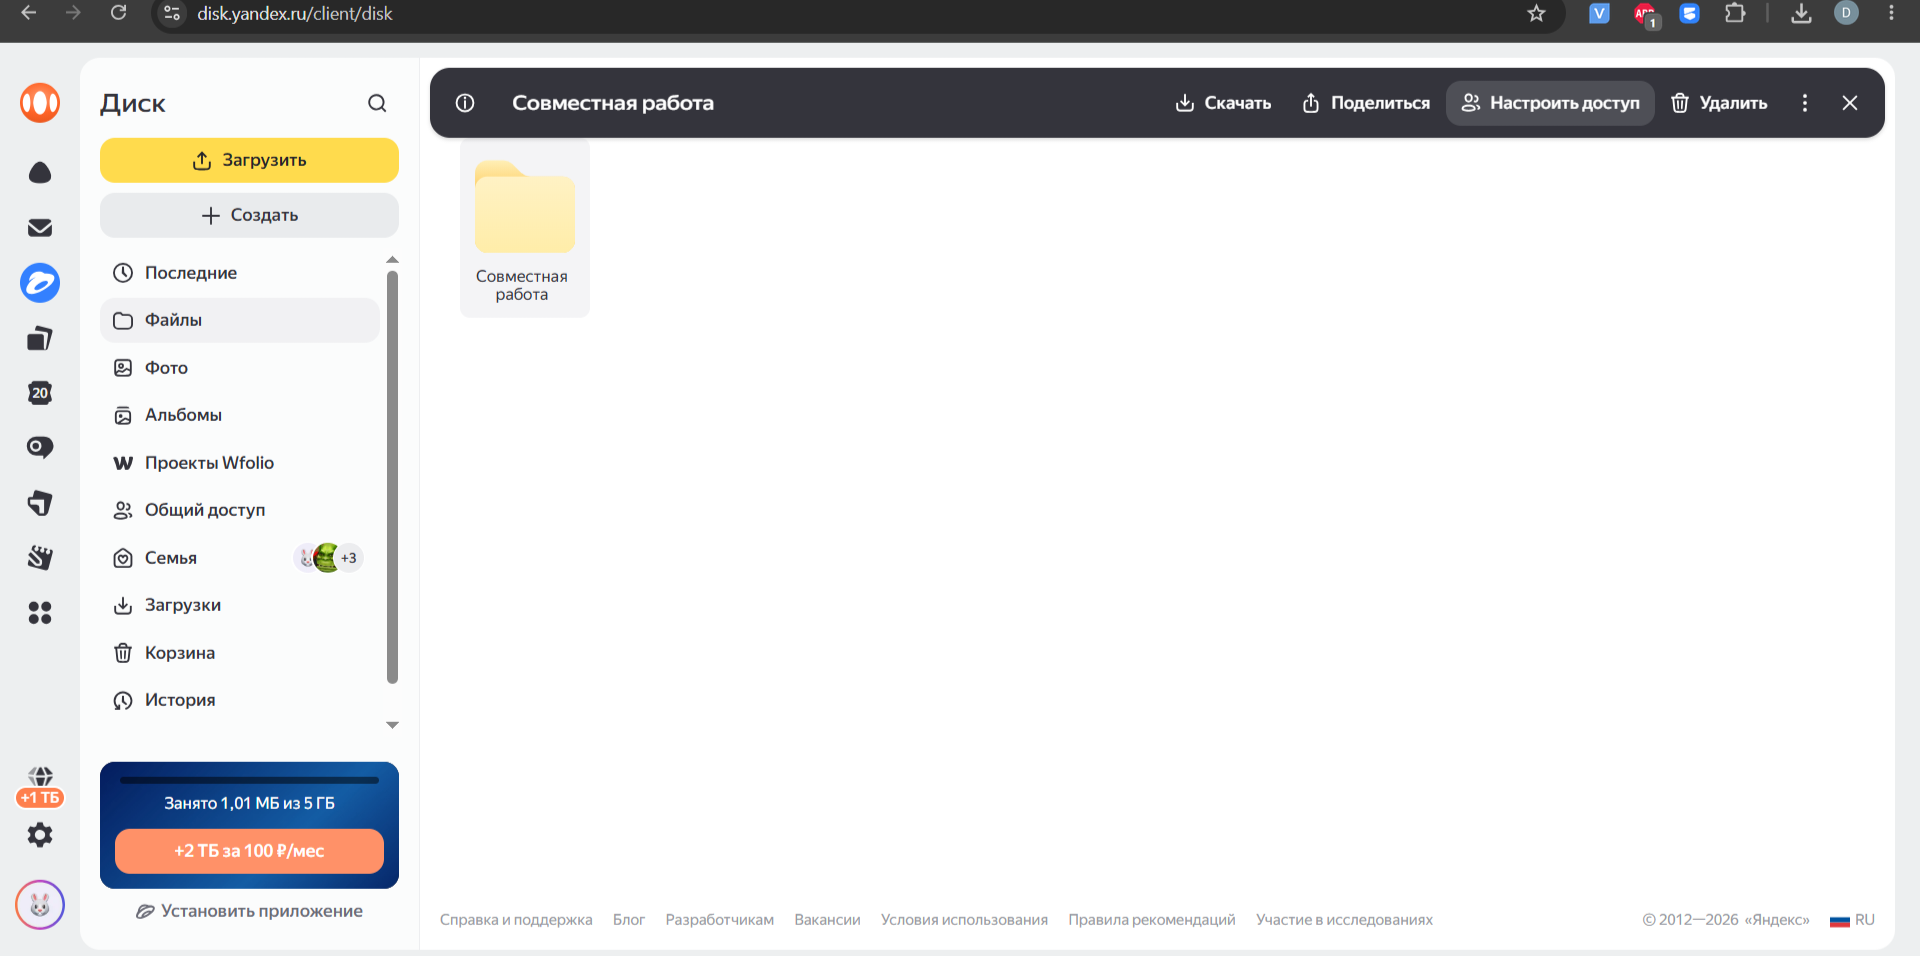 disk.yandex.ru/client/disk
V
ABP
1
D
Диск
Загрузить
Создать
Последние
Файлы
Фото
Альбомы
Проекты Wfolio
Общий доступ
Семья
+3
Загрузки
Корзина
История
20
+1 ТБ
Занято 1,01 МБ из 5 ГБ
+2 ТБ за 100 ₽/мес
Установить приложение
Совместная работа
Скачать
Поделиться
Настроить доступ
Удалить
Совместная
работа
Справка и поддержка
Блог
Разработчикам
Вакансии
Условия использования
Правила рекомендаций
Участие в исследованиях
© 2012—2026 «Яндекс»
RU